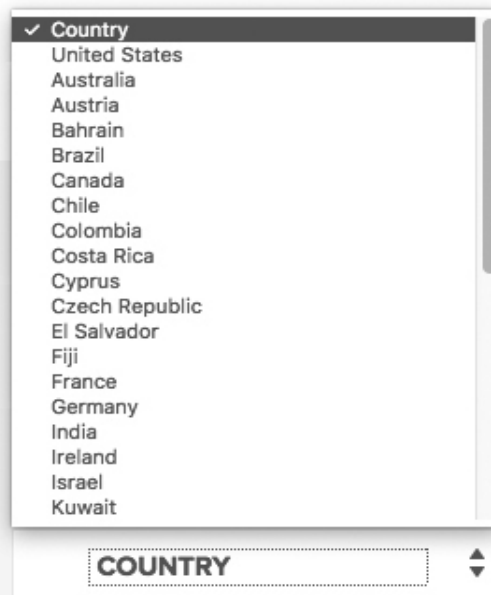 Country
United States
Australia
Austria
Bahrain
Brazil
Canada
Chile
Colombia
Costa Rica
Cyprus
Czech Republic
El Salvador
Fiji
France
Germany
India
Ireland
Israel
Kuwait
COUNTRY